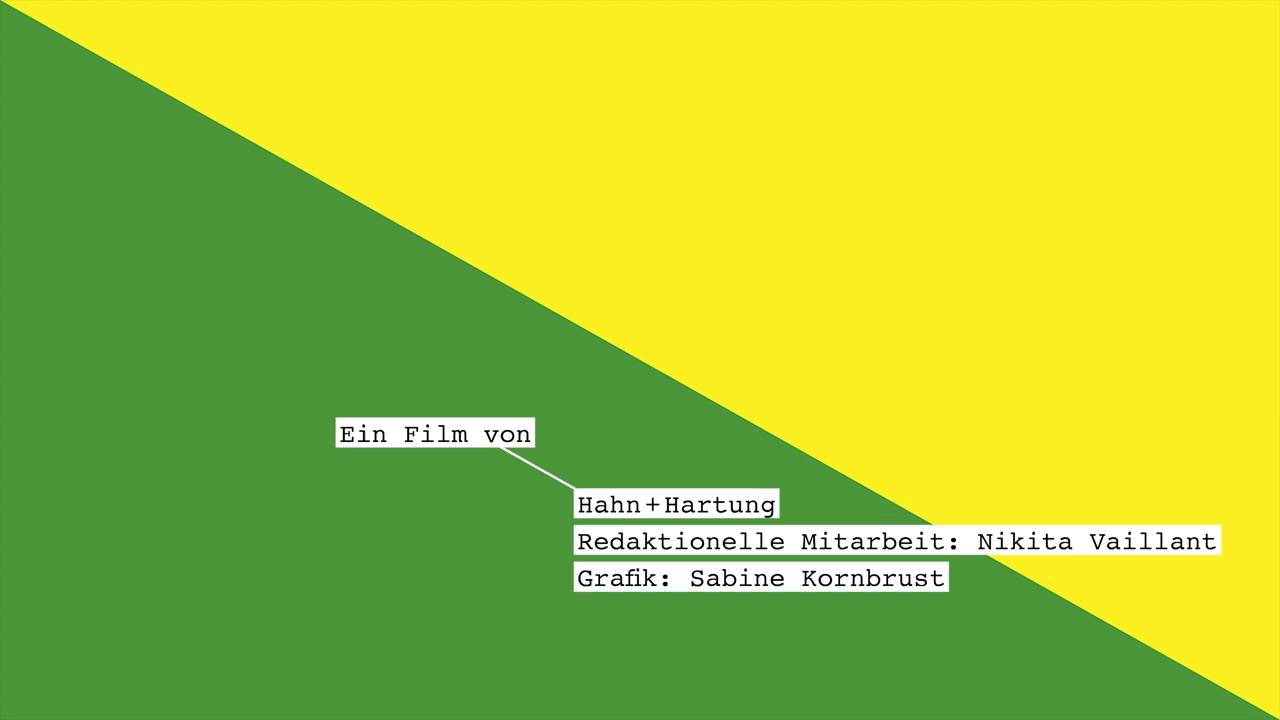 Ein Film von
Hahn+Hartung
Redaktionelle Mitarbeit: Nikita Vaillant
Grafik: Sabine Kornbrust